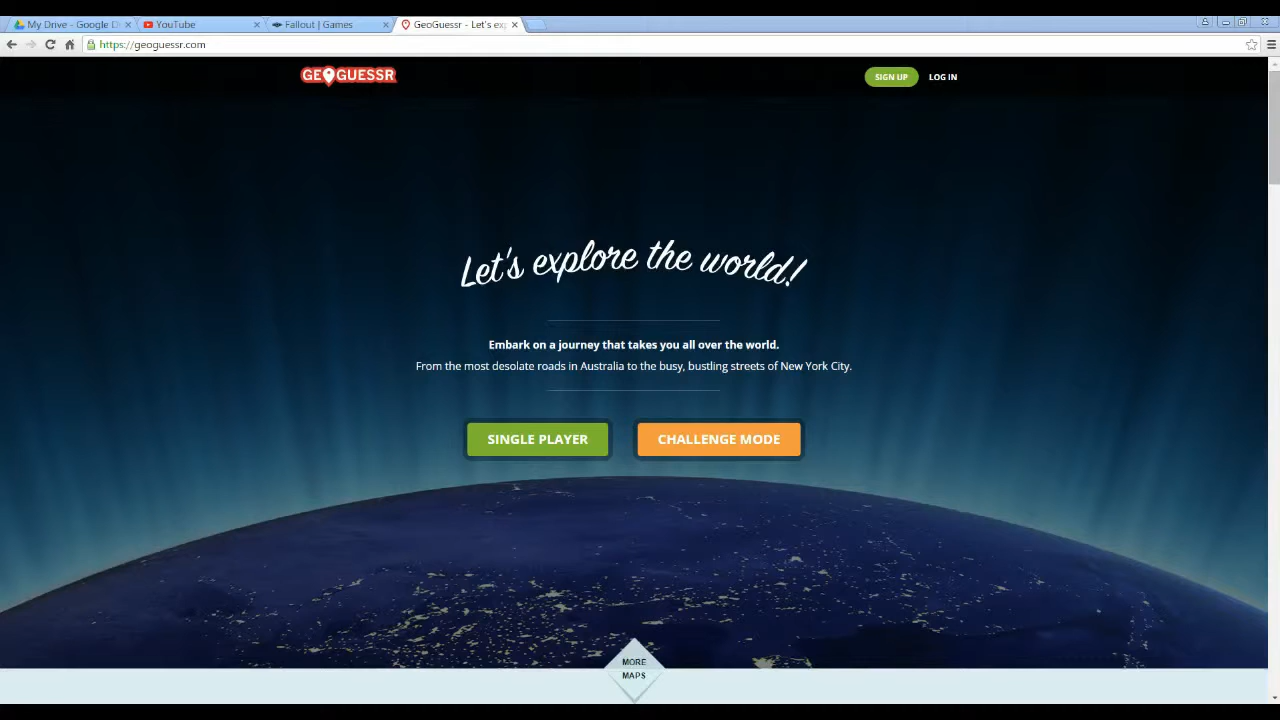 My Drive - Google D
YouTube
Fallout | Games
GeoGuessr - Let's ex
https://geoguessr.com
GEOGUESSR
SIGN UP
LOG IN
Let's explore the world!
Embark on a journey that takes you all over the world.
From the most desolate roads in Australia to the busy, bustling streets of New York City.
SINGLE PLAYER
CHALLENGE MODE
MORE
MAPS